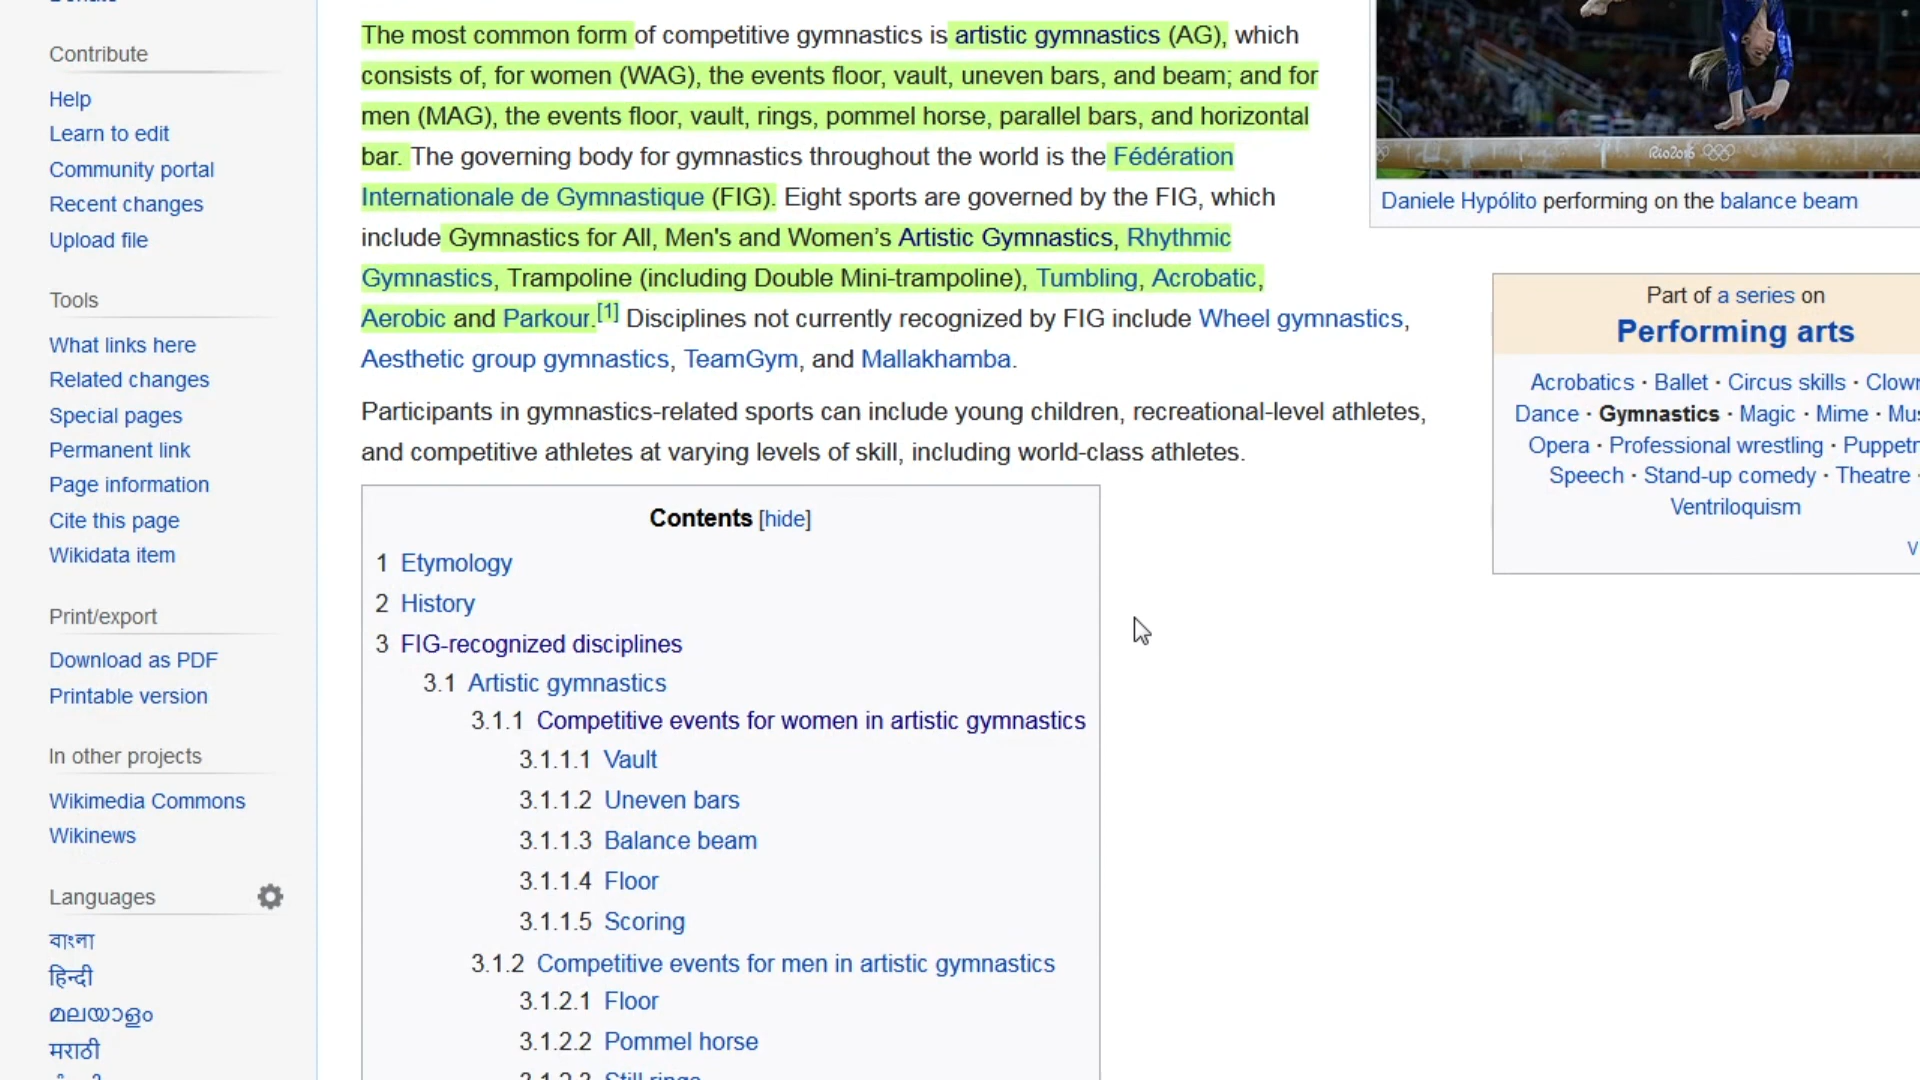 Contribute
Help
Learn to edit
Community portal
Recent changes
Upload file
Tools
What links here
Related changes
Special pages
Permanent link
Page information
Cite this page
Wikidata item
Print/export
Download as PDF
Printable version
In other projects
Wikimedia Commons
Wikinews
Languages
বাংলা
हिन्दी
മലയാളം
मराठी
The most common form of competitive gymnastics is artistic gymnastics (AG), which
consists of, for women (WAG), the events floor, vault, uneven bars, and beam; and for
men (MAG), the events floor, vault, rings, pommel horse, parallel bars, and horizontal
bar. The governing body for gymnastics throughout the world is the Fédération
Internationale de Gymnastique (FIG). Eight sports are governed by the FIG, which
include Gymnastics for All, Men's and Women’s Artistic Gymnastics, Rhythmic
Gymnastics, Trampoline (including Double Mini-trampoline), Tumbling, Acrobatic,
Aerobic and Parkour.[1] Disciplines not currently recognized by FIG include Wheel gymnastics,
Aesthetic group gymnastics, TeamGym, and Mallakhamba.
Participants in gymnastics-related sports can include young children, recreational-level athletes,
and competitive athletes at varying levels of skill, including world-class athletes.
Contents [hide]
1 Etymology
2 History
3 FIG-recognized disciplines
3.1 Artistic gymnastics
3.1.1 Competitive events for women in artistic gymnastics
3.1.1.1 Vault
3.1.1.2 Uneven bars
3.1.1.3 Balance beam
3.1.1.4 Floor
3.1.1.5 Scoring
3.1.2 Competitive events for men in artistic gymnastics
3.1.2.1 Floor
3.1.2.2 Pommel horse
3.1.2.3 Still rings
Rio2016
Daniele Hypólito performing on the balance beam
Part of a series on
Performing arts
Acrobatics · Ballet · Circus skills · Clown
Dance · Gymnastics · Magic · Mime · Mus
Opera · Professional wrestling · Puppetr
Speech · Stand-up comedy · Theatre ·
Ventriloquism
V